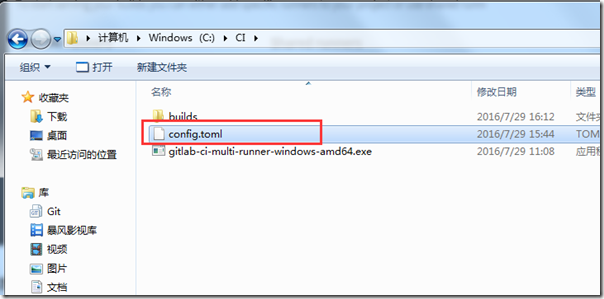 计算机 ▸ Windows (C:) ▸ CI ▸
组织 打开 新建文件夹
名称 修改日期 类型
收藏夹
下载
桌面
最近访问的位置
库
Git
暴风影视库
视频
图片
文档
builds 2016/7/29 16:12 文件夹
config.toml 2016/7/29 15:44 TOM
gitlab-ci-multi-runner-windows-amd64.exe 2016/7/29 11:08 应用程